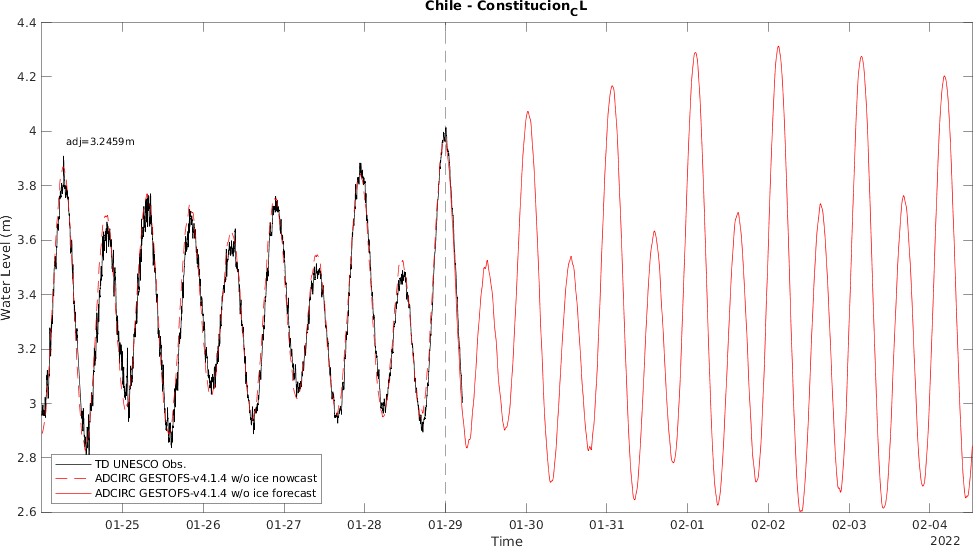 Chile - Constitucion_CL
4.4
4.2
4
3.8
3.6
3.4
3.2
3
2.8
2.6
Water Level (m)
adj=3.2459m
TD UNESCO Obs.
ADCIRC GESTOFS-v4.1.4 w/o ice nowcast
ADCIRC GESTOFS-v4.1.4 w/o ice forecast
01-25 01-26 01-27 01-28 01-29 01-30 01-31 02-01 02-02 02-03 02-04
Time
2022